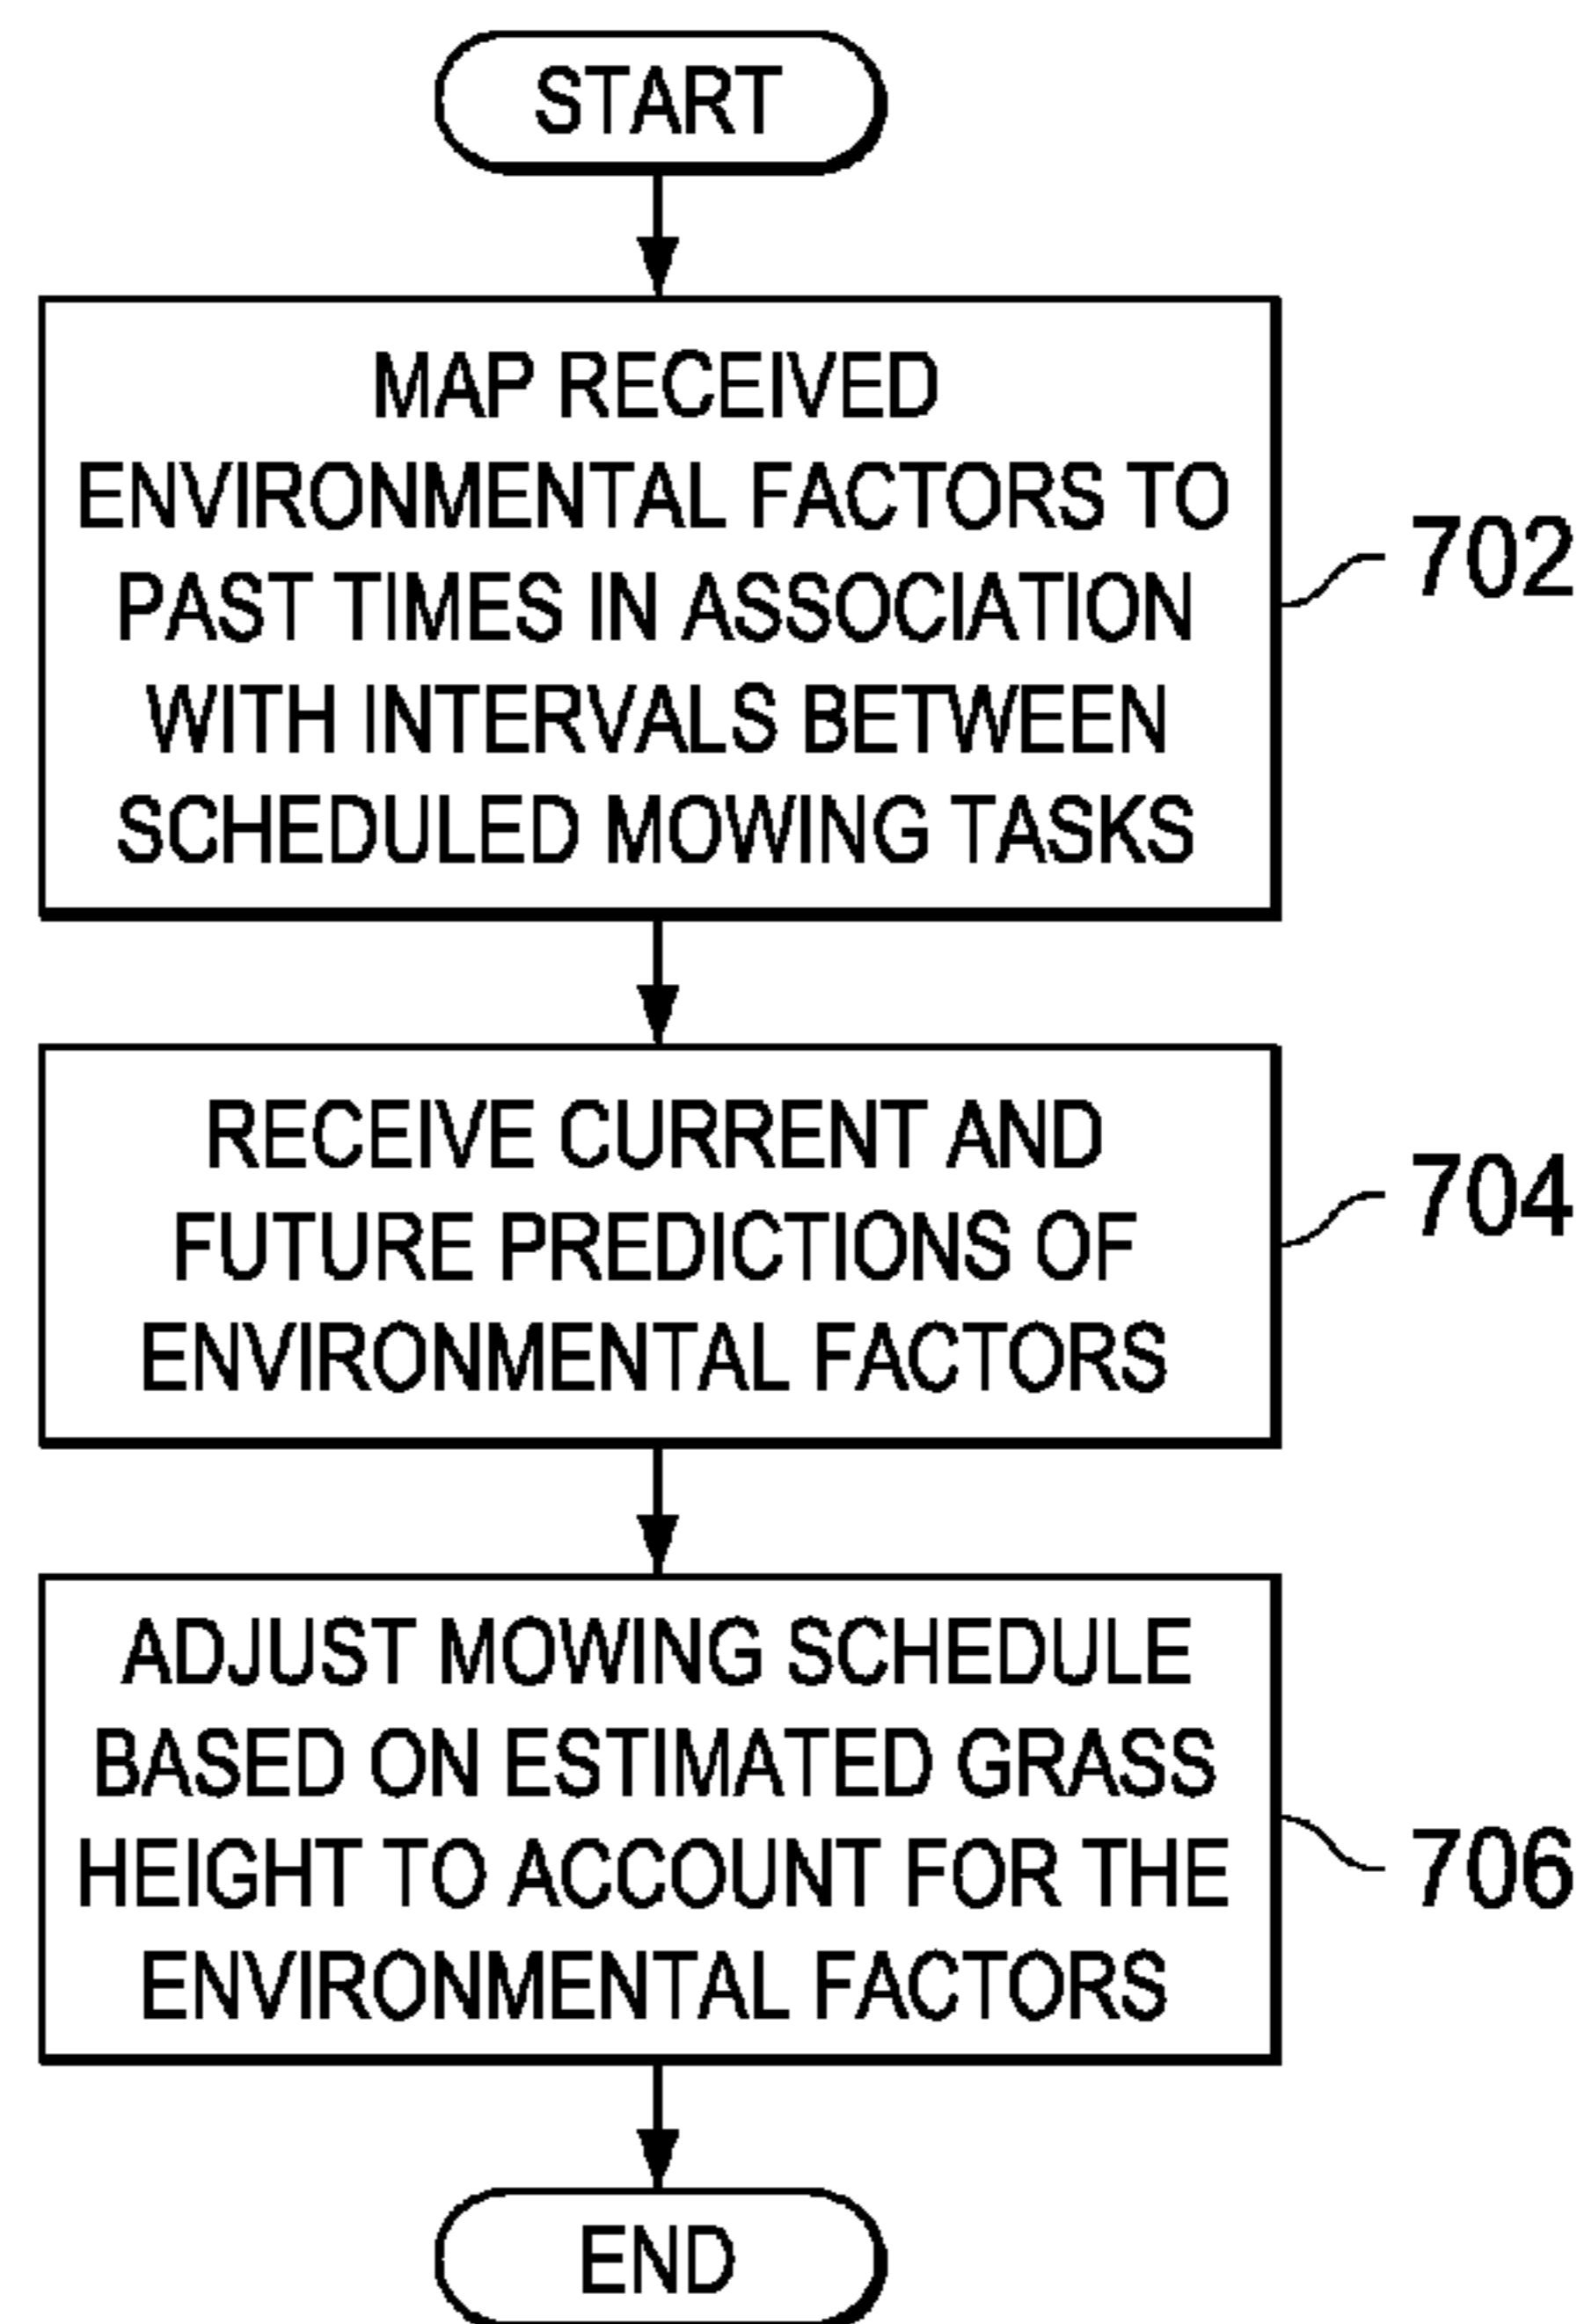 START
MAP RECEIVED
ENVIRONMENTAL FACTORS TO
PAST TIMES IN ASSOCIATION
WITH INTERVALS BETWEEN
SCHEDULED MOWING TASKS
702
RECEIVE CURRENT AND
FUTURE PREDICTIONS OF
ENVIRONMENTAL FACTORS
704
ADJUST MOWING SCHEDULE
BASED ON ESTIMATED GRASS
HEIGHT TO ACCOUNT FOR THE
ENVIRONMENTAL FACTORS
706
END